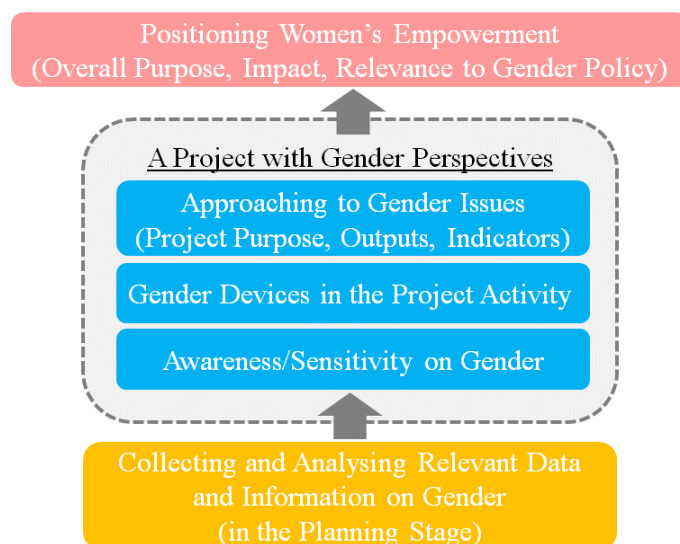 Positioning Women's Empowerment
(Overall Purpose, Impact, Relevance to Gender Policy)
A Project with Gender Perspectives
Approaching to Gender Issues
(Project Purpose, Outputs, Indicators)
Gender Devices in the Project Activity
Awareness/Sensitivity on Gender
Collecting and Analysing Relevant Data
and Information on Gender
(in the Planning Stage)